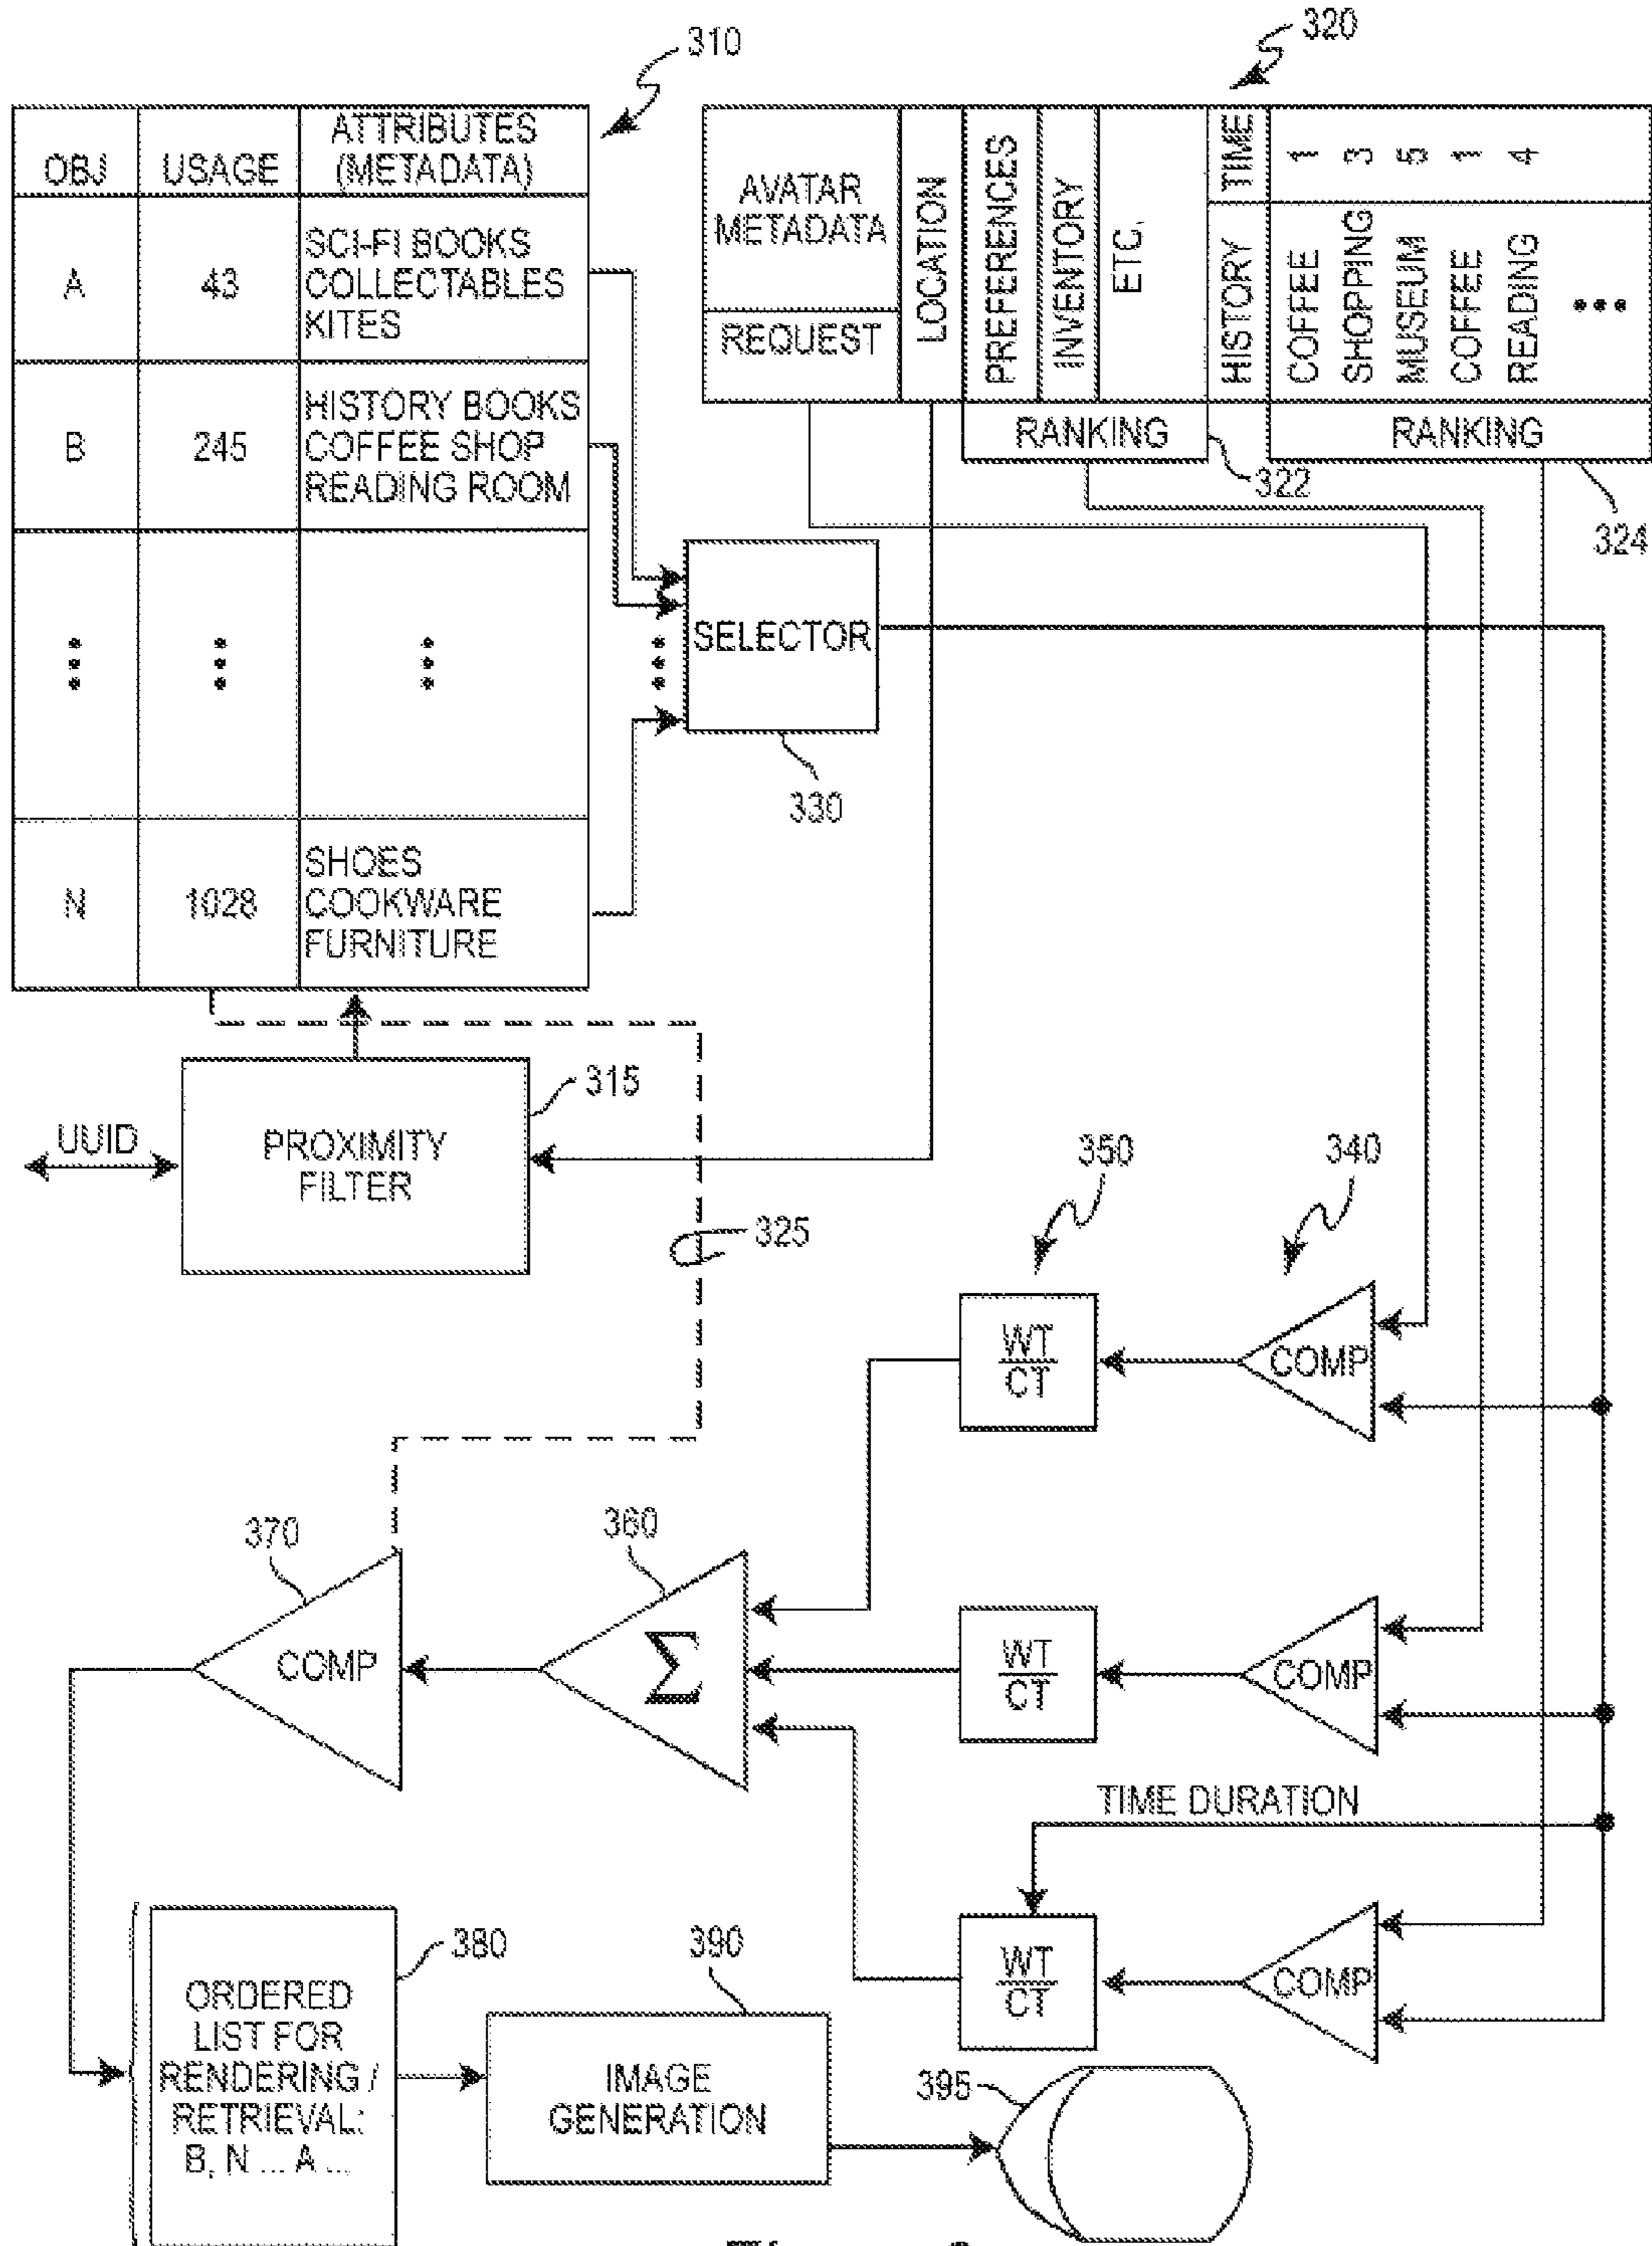 310
320
OBJ
USAGE
ATTRIBUTES
(METADATA)
A
43
SCI-FI BOOKS
COLLECTABLES
KITES
B
245
HISTORY BOOKS
COFFEE SHOP
READING ROOM
N
1028
SHOES
COOKWARE
FURNITURE
AVATAR
METADATA
REQUEST
LOCATION
PREFERENCES
INVENTORY
ETC.
HISTORY
TIME
COFFEE 1
SHOPPING 3
MUSEUM 5
COFFEE 1
READING 4
RANKING
RANKING
322
324
SELECTOR
330
315
UUID
PROXIMITY
FILTER
325
350
340
WT
CT
COMP
370
360
COMP
Σ
WT
CT
COMP
TIME DURATION
WT
CT
COMP
380
ORDERED
LIST FOR
RENDERING /
RETRIEVAL:
B, N ... A ...
390
IMAGE
GENERATION
395